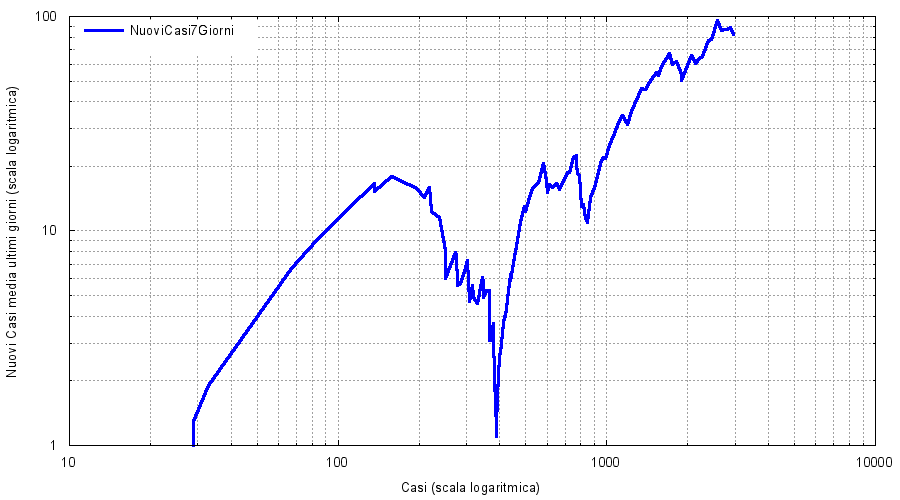 100
NuoviCasi7Giorni
Nuovi Casi media ultimi giorni (scala logaritmica)
10
1
10
100
1000
10000
Casi (scala logaritmica)